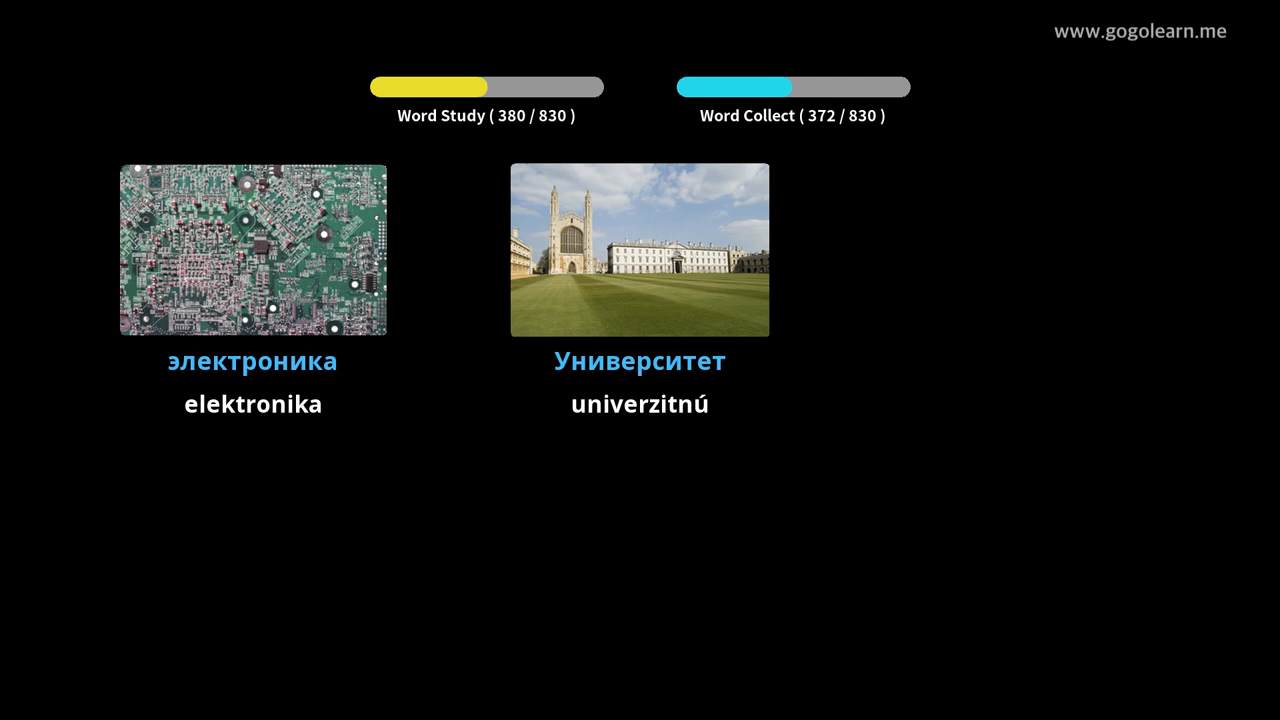 www.gogolearn.me
Word Study ( 380 / 830 )
Word Collect ( 372 / 830 )
электроника
Университет
elektronika
univerzitnú